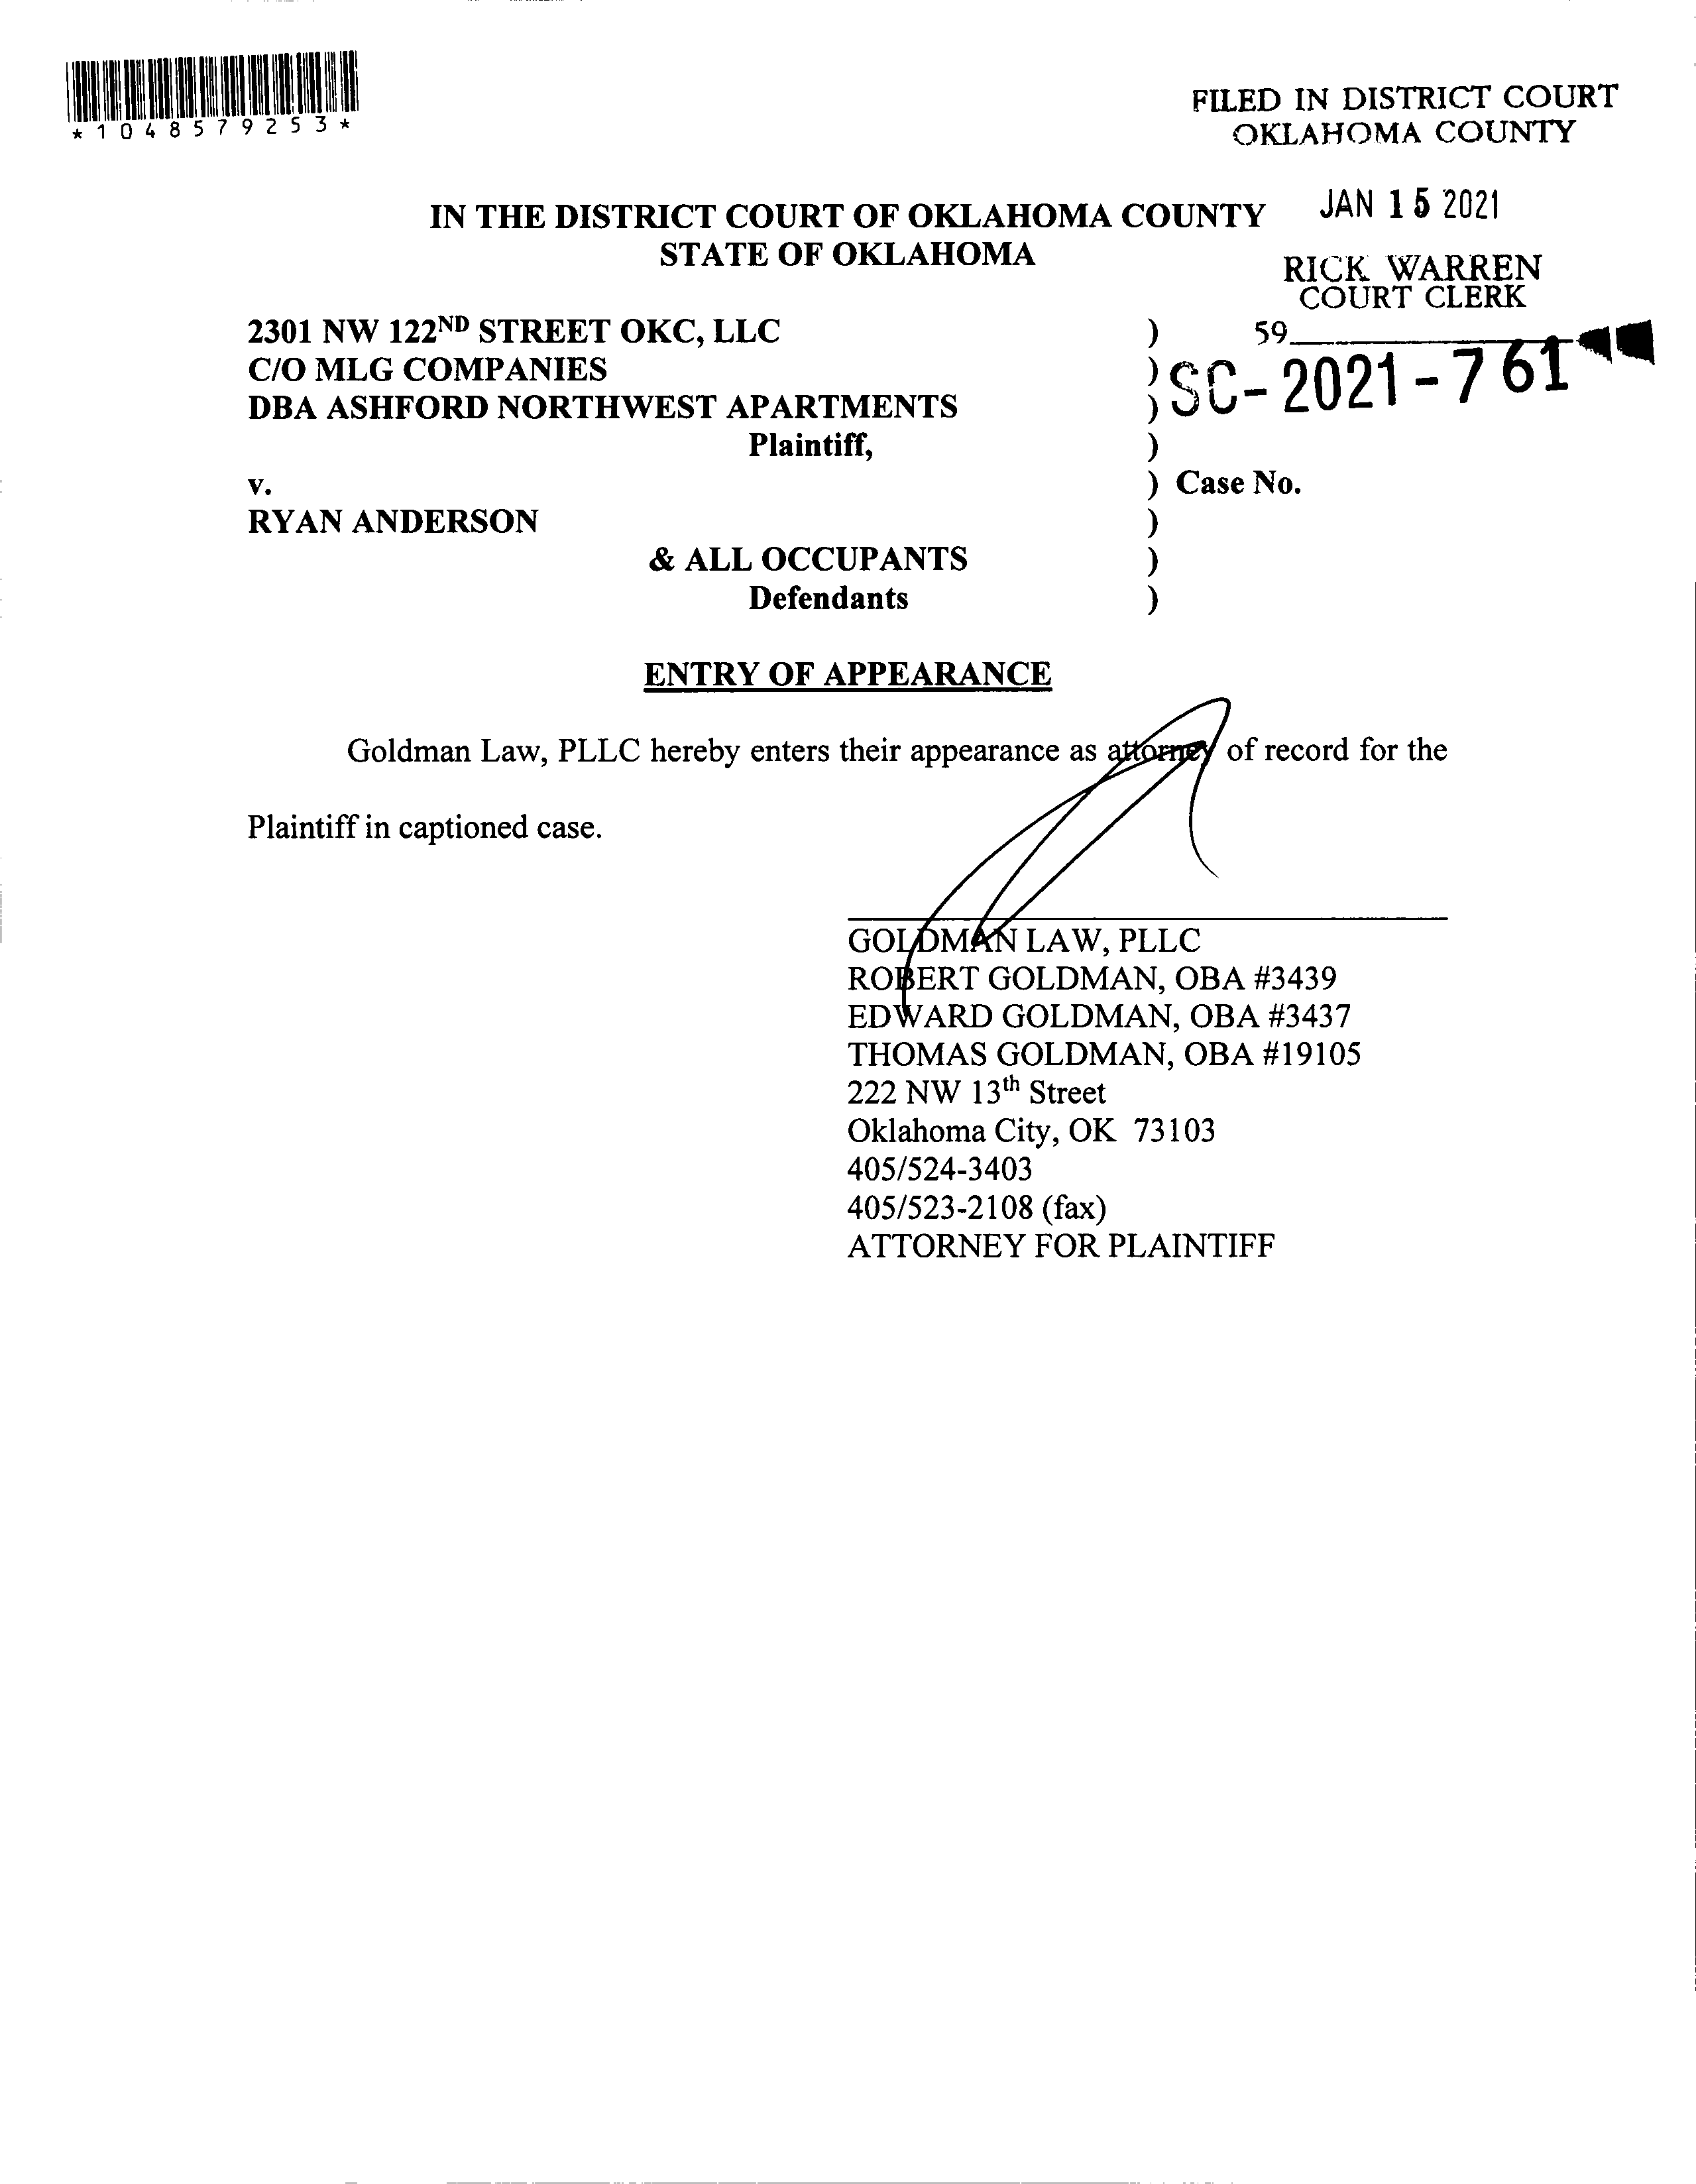 *1048579253*
FILED IN DISTRICT COURT
OKLAHOMA COUNTY
JAN 15 2021
RICK WARREN
COURT CLERK
59
SC-2021-761
IN THE DISTRICT COURT OF OKLAHOMA COUNTY
STATE OF OKLAHOMA
2301 NW 122ND STREET OKC, LLC )
C/O MLG COMPANIES )
DBA ASHFORD NORTHWEST APARTMENTS )
Plaintiff, )
v. ) Case No.
RYAN ANDERSON )
& ALL OCCUPANTS )
Defendants )
ENTRY OF APPEARANCE
Goldman Law, PLLC hereby enters their appearance as attorney of record for the
Plaintiff in captioned case.
GOLDMAN LAW, PLLC
ROBERT GOLDMAN, OBA #3439
EDWARD GOLDMAN, OBA #3437
THOMAS GOLDMAN, OBA #19105
222 NW 13th Street
Oklahoma City, OK 73103
405/524-3403
405/523-2108 (fax)
ATTORNEY FOR PLAINTIFF